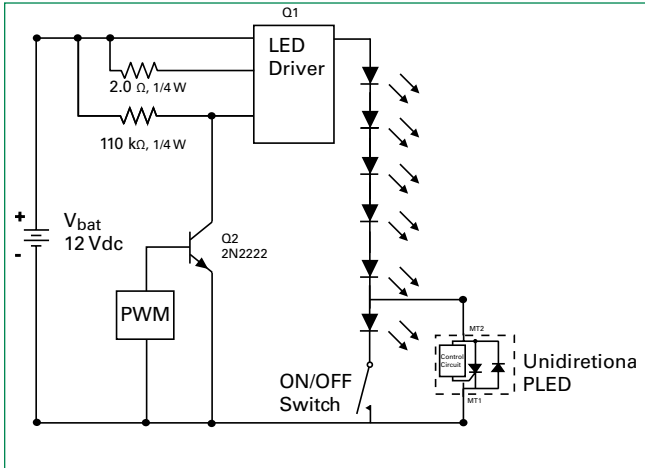 Q1
LED
Driver
2.0 Ω, 1/4 W
110 kΩ, 1/4 W
+
-
Vbat
12 Vdc
Q2
2N2222
PWM
ON/OFF
Switch
MT2
Control
Circuit
MT1
Unidiretiona
PLED